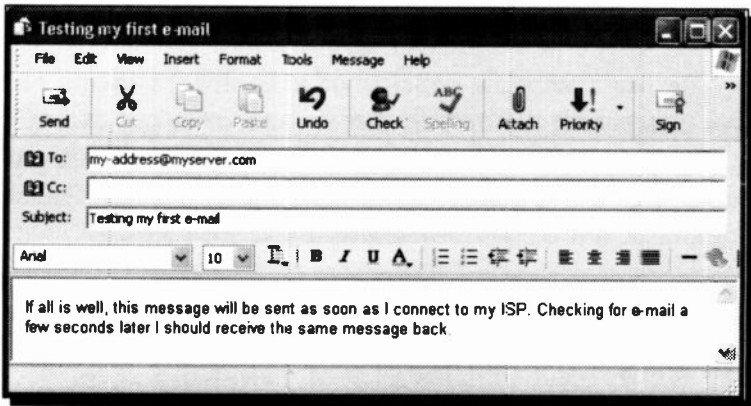 Testing my first e-mail
File Edit View Insert Format Tools Message Help
Send Cut Copy Paste Undo Check Spelling Attach Priority Sign
To: my-address@myserver.com
Cc:
Subject: Testing my first e-mail
Arial 10 B I U A
If all is well, this message will be sent as soon as I connect to my ISP. Checking for e-mail a
few seconds later I should receive the same message back.